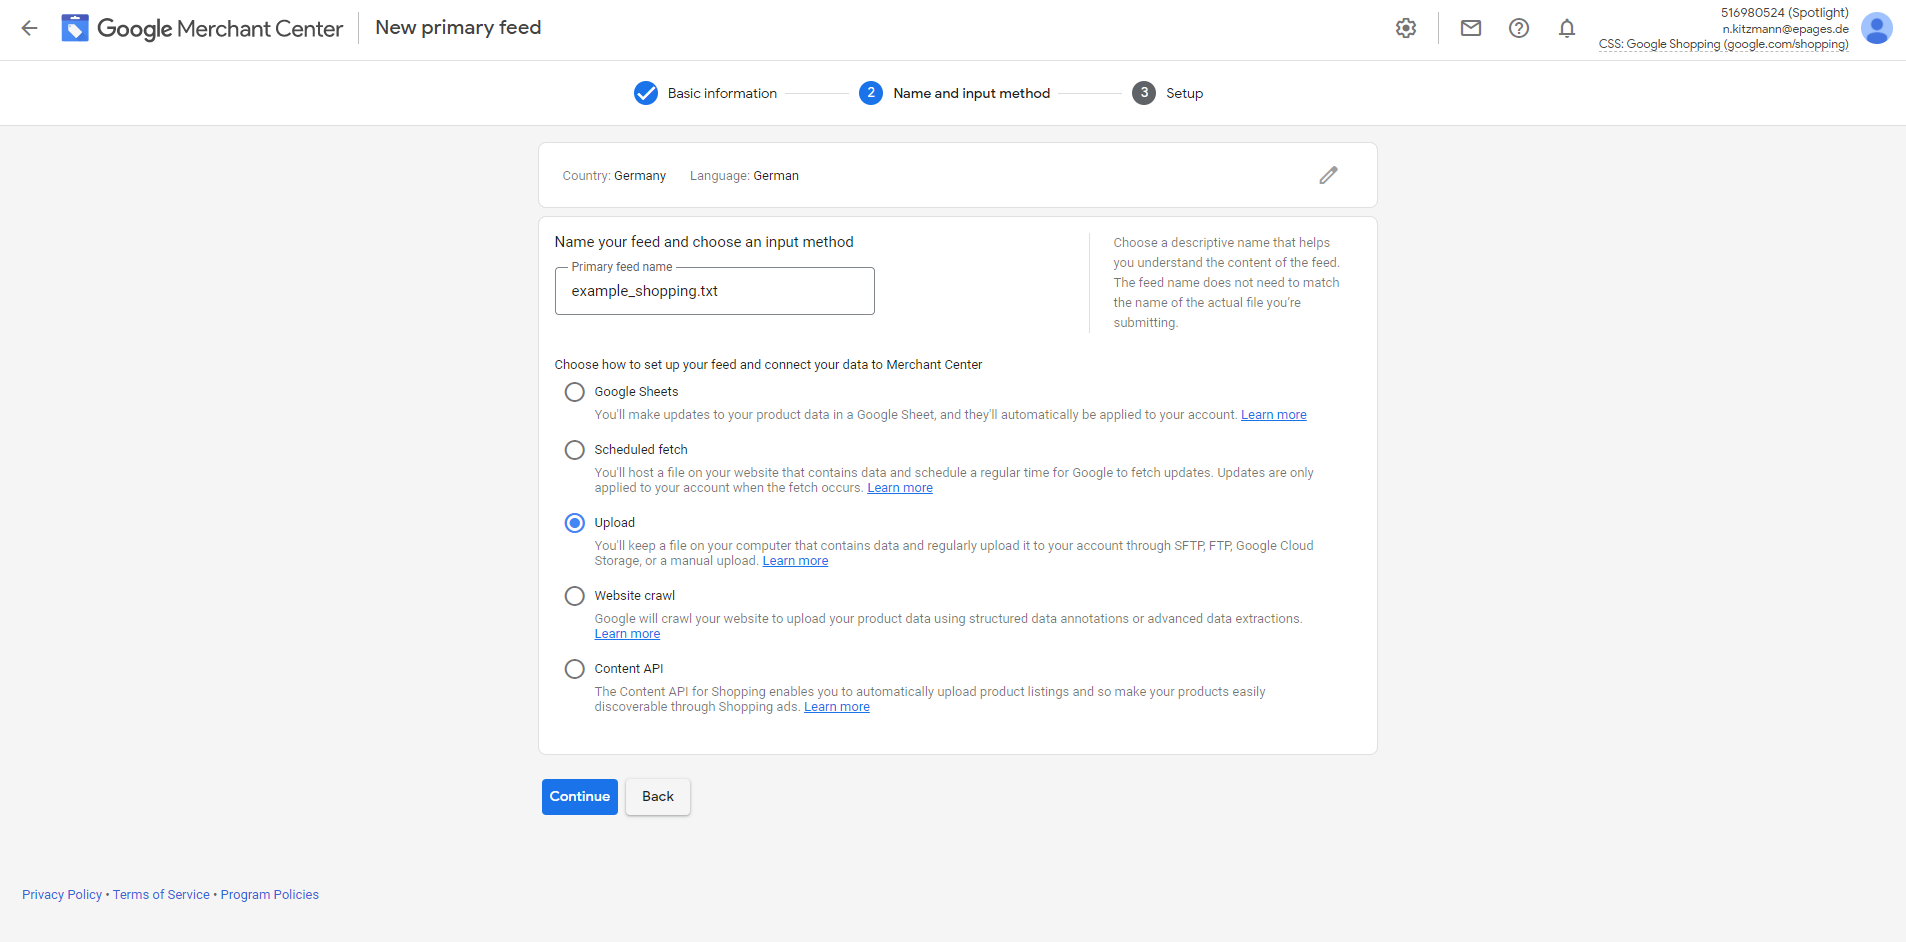 Google Merchant Center
New primary feed
516980524 (Spotlight)
n.kitzmann@epages.de
CSS: Google Shopping (google.com/shopping)
Basic information
2 Name and input method
3 Setup
Country: Germany Language: German
Name your feed and choose an input method
Primary feed name
example_shopping.txt
Choose a descriptive name that helps
you understand the content of the feed.
The feed name does not need to match
the name of the actual file you're
submitting.
Choose how to set up your feed and connect your data to Merchant Center
Google Sheets
You'll make updates to your product data in a Google Sheet, and they'll automatically be applied to your account. Learn more
Scheduled fetch
You'll host a file on your website that contains data and schedule a regular time for Google to fetch updates. Updates are only
applied to your account when the fetch occurs. Learn more
Upload
You'll keep a file on your computer that contains data and regularly upload it to your account through SFTP, FTP, Google Cloud
Storage, or a manual upload. Learn more
Website crawl
Google will crawl your website to upload your product data using structured data annotations or advanced data extractions.
Learn more
Content API
The Content API for Shopping enables you to automatically upload product listings and so make your products easily
discoverable through Shopping ads. Learn more
Continue
Back
Privacy Policy • Terms of Service • Program Policies